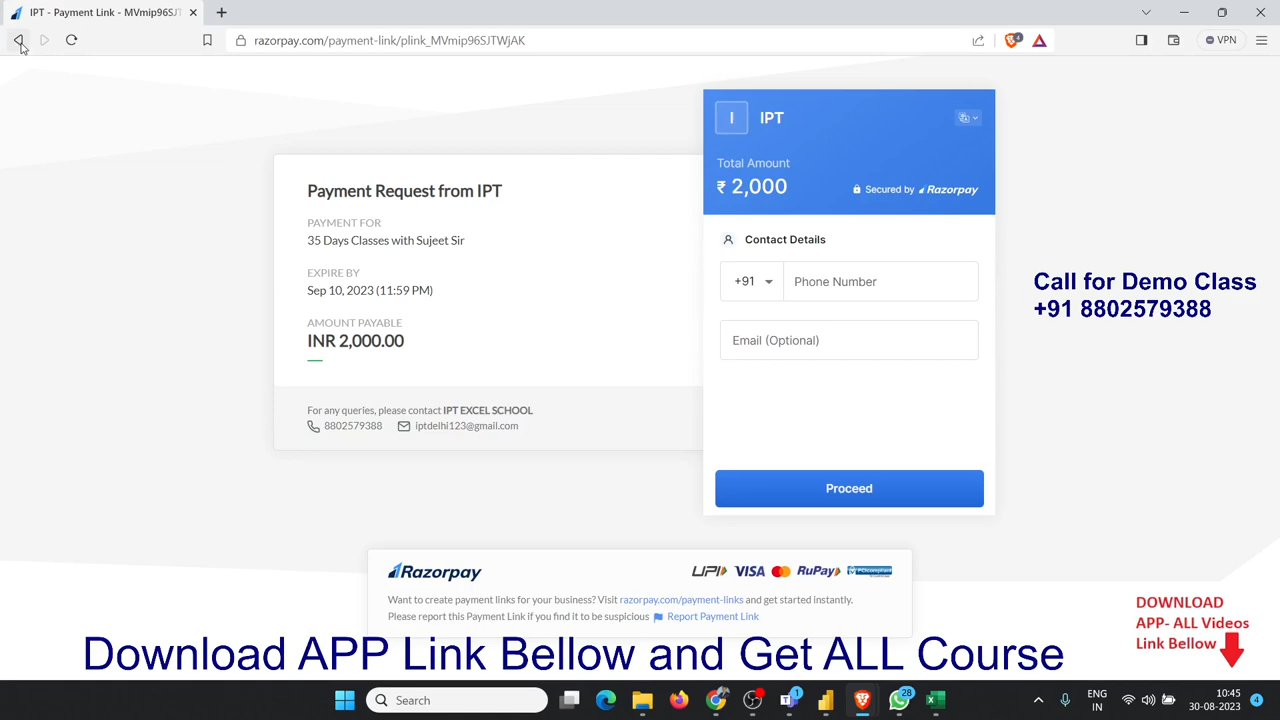 IPT - Payment Link - MVmip96SJT
razorpay.com/payment-link/plink_MVmip96SJTWjAK
4
VPN
Payment Request from IPT
PAYMENT FOR
35 Days Classes with Sujeet Sir
EXPIRE BY
Sep 10, 2023 (11:59 PM)
AMOUNT PAYABLE
INR 2,000.00
For any queries, please contact IPT EXCEL SCHOOL
8802579388 iptdelhi123@gmail.com
I IPT
Total Amount
₹ 2,000
Secured by Razorpay
Contact Details
+91 Phone Number
Email (Optional)
Proceed
Call for Demo Class
+91 8802579388
Razorpay
UPI VISA RuPay
Want to create payment links for your business? Visit razorpay.com/payment-links and get started instantly.
Please report this Payment Link if you find it to be suspicious Report Payment Link
DOWNLOAD
APP- ALL Videos
Link Bellow
Download APP Link Bellow and Get ALL Course
Search
1
28
ENG
IN
10:45
30-08-2023
4